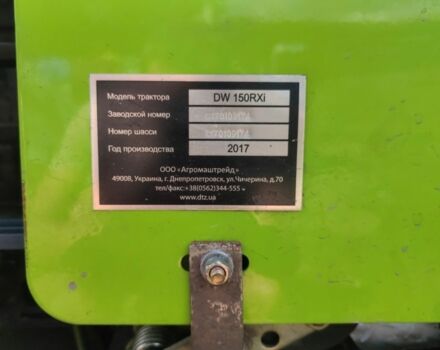 Модель трактора DW 150RXi
Заводской номер
Номер шасси
Год производства 2017
ООО «Агромаштрейд»
49008, Украина, г. Днепропетровск, ул.Чичерина, д.70
тел/факс:+38(0562)344-555
www.dtz.ua